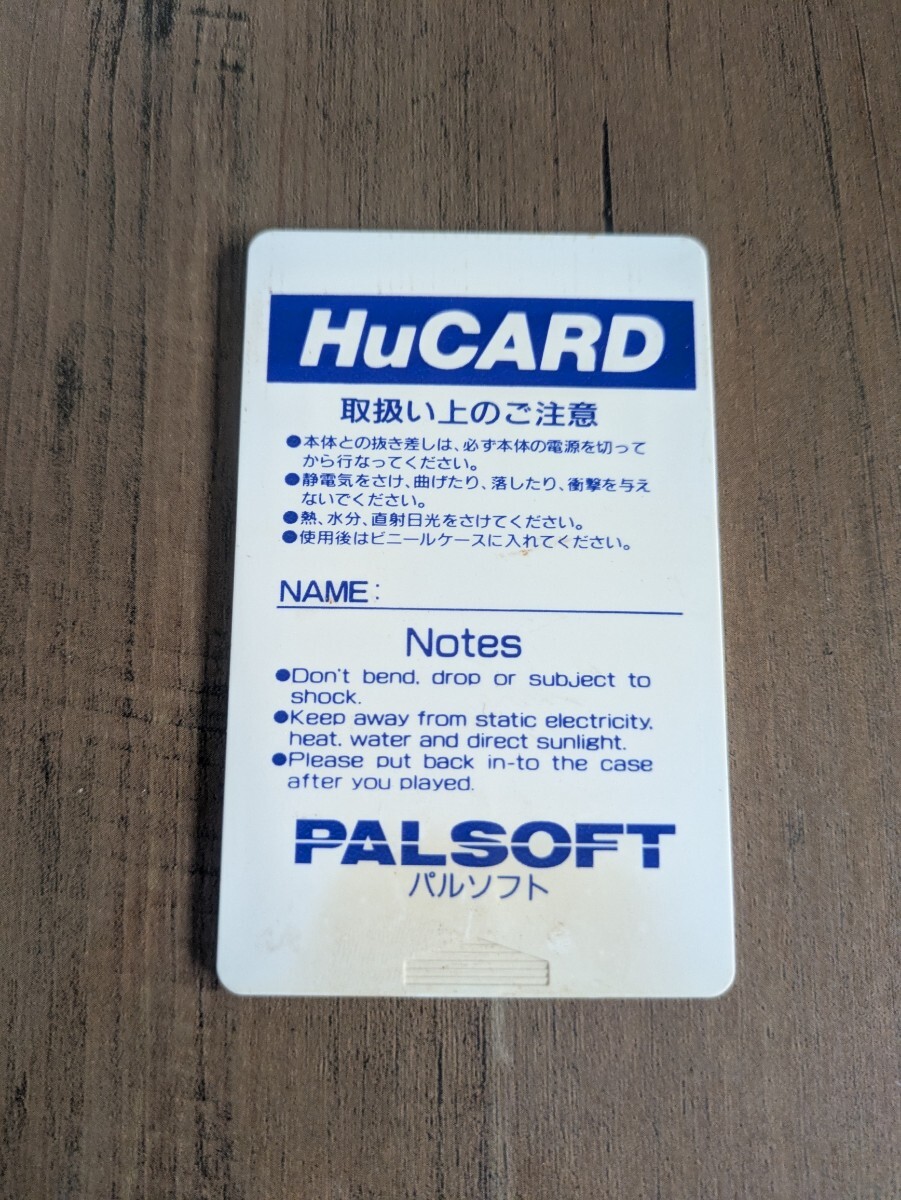 HuCARD
取扱い上のご注意
●本体との抜き差しは、必ず本体の電源を切って
から行なってください。
●静電気をさけ、曲げたり、落したり、衝撃を与え
ないでください。
●熱、水分、直射日光をさけてください。
●使用後はビニールケースに入れてください。
NAME:
Notes
●Don't bend, drop or subject to
shock.
●Keep away from static electricity,
heat, water and direct sunlight.
●Please put back in-to the case
after you played.
PALSOFT
パルソフト